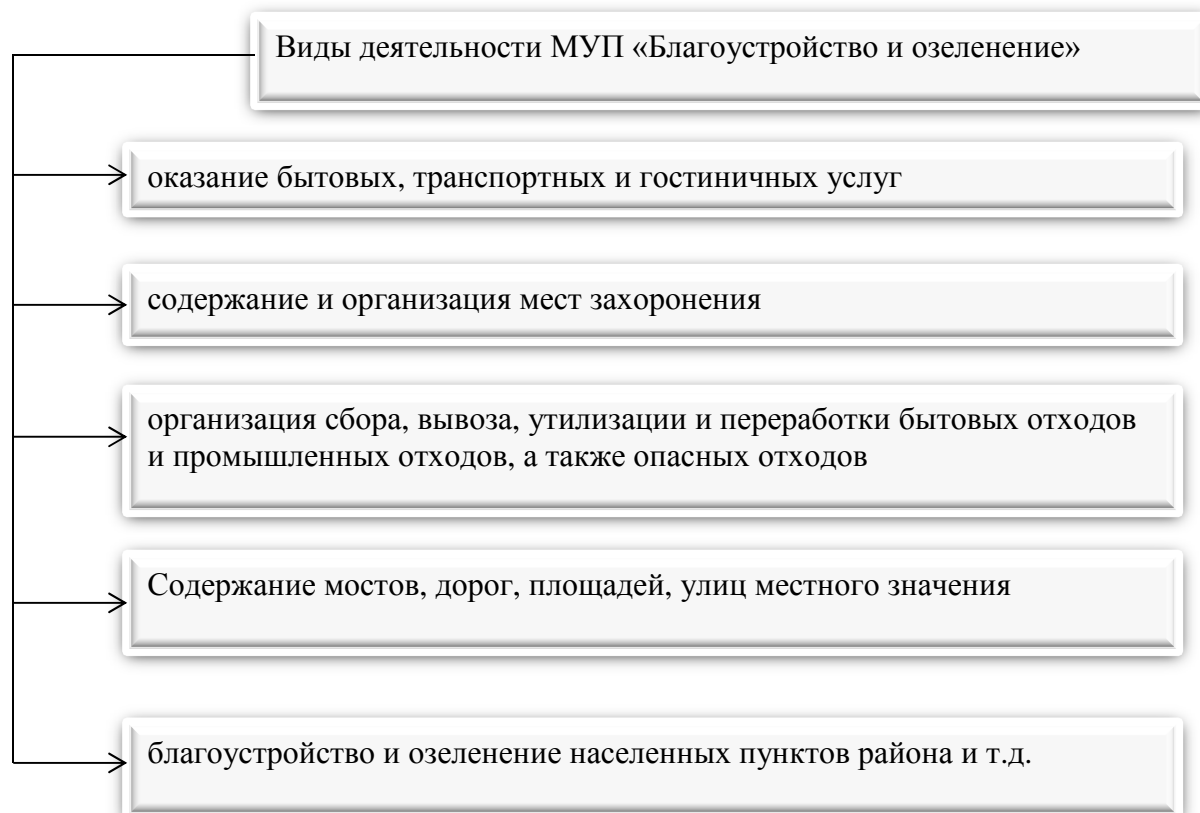 Виды деятельности МУП «Благоустройство и озеленение»
оказание бытовых, транспортных и гостиничных услуг
содержание и организация мест захоронения
организация сбора, вывоза, утилизации и переработки бытовых отходов
и промышленных отходов, а также опасных отходов
Содержание мостов, дорог, площадей, улиц местного значения
благоустройство и озеленение населенных пунктов района и т.д.